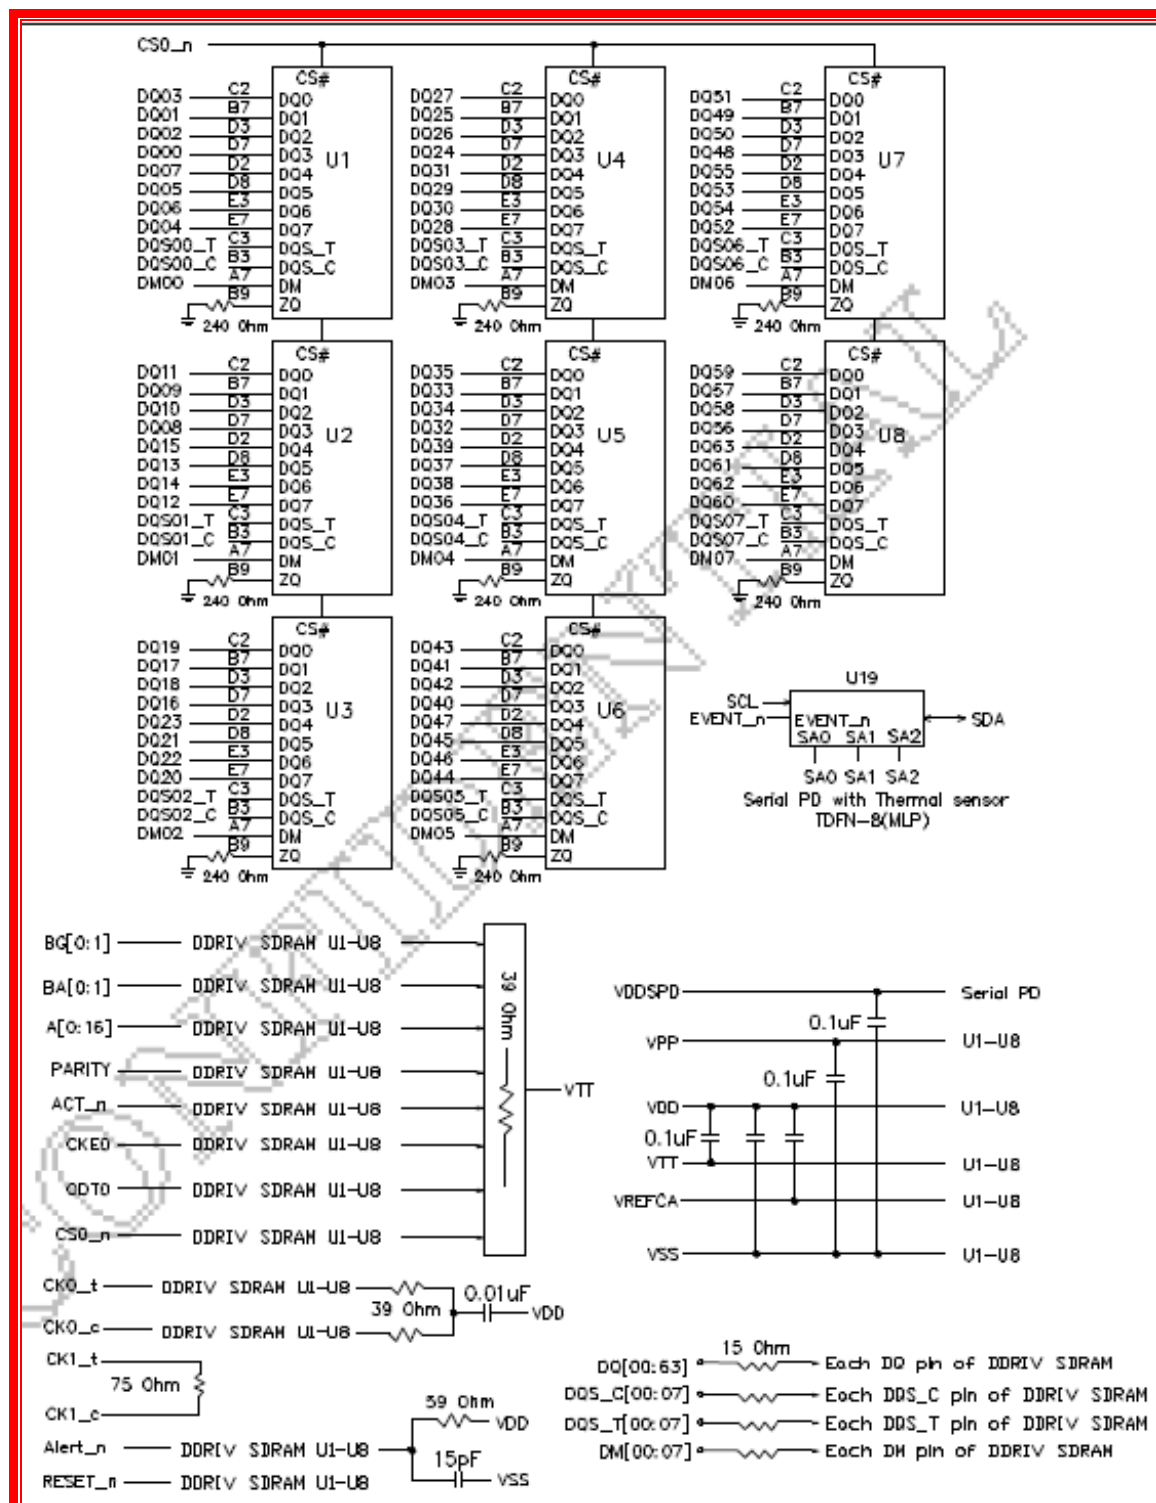 CS0_n
CS#
DQ03 C2 DQ0
DQ01 B7 DQ1
DQ02 D3 DQ2
DQ00 D7 DQ3
DQ07 D2 DQ4
DQ05 D8 DQ5
DQ06 E3 DQ6
DQ04 E7 DQ7
DQS00_T C3 DQS_T
DQS00_C B3 DQS_C
DM00 A7 DM
B9 ZQ
240 Ohm
U1
CS#
DQ27 C2 DQ0
DQ25 B7 DQ1
DQ26 D3 DQ2
DQ24 D7 DQ3
DQ31 D2 DQ4
DQ29 D8 DQ5
DQ30 E3 DQ6
DQ28 E7 DQ7
DQS03_T C3 DQS_T
DQS03_C B3 DQS_C
DM03 A7 DM
B9 ZQ
240 Ohm
U4
CS#
DQ51 C2 DQ0
DQ49 B7 DQ1
DQ50 D3 DQ2
DQ48 D7 DQ3
DQ55 D2 DQ4
DQ53 D8 DQ5
DQ54 E3 DQ6
DQ52 E7 DQ7
DQS06_T C3 DQS_T
DQS06_C B3 DQS_C
DM06 A7 DM
B9 ZQ
240 Ohm
U7
CS#
DQ11 C2 DQ0
DQ09 B7 DQ1
DQ10 D3 DQ2
DQ08 D7 DQ3
DQ15 D2 DQ4
DQ13 D8 DQ5
DQ14 E3 DQ6
DQ12 E7 DQ7
DQS01_T C3 DQS_T
DQS01_C B3 DQS_C
DM01 A7 DM
B9 ZQ
240 Ohm
U2
CS#
DQ35 C2 DQ0
DQ33 B7 DQ1
DQ34 D3 DQ2
DQ32 D7 DQ3
DQ39 D2 DQ4
DQ37 D8 DQ5
DQ38 E3 DQ6
DQ36 E7 DQ7
DQS04_T C3 DQS_T
DQS04_C B3 DQS_C
DM04 A7 DM
B9 ZQ
240 Ohm
U5
CS#
DQ59 C2 DQ0
DQ57 B7 DQ1
DQ58 D3 DQ2
DQ56 D7 DQ3
DQ63 D2 DQ4
DQ61 D8 DQ5
DQ62 E3 DQ6
DQ60 E7 DQ7
DQS07_T C3 DQS_T
DQS07_C B3 DQS_C
DM07 A7 DM
B9 ZQ
240 Ohm
U8
CS#
DQ19 C2 DQ0
DQ17 B7 DQ1
DQ18 D3 DQ2
DQ16 D7 DQ3
DQ23 D2 DQ4
DQ21 D8 DQ5
DQ22 E3 DQ6
DQ20 E7 DQ7
DQS02_T C3 DQS_T
DQS02_C B3 DQS_C
DM02 A7 DM
B9 ZQ
240 Ohm
U3
CS#
DQ43 C2 DQ0
DQ41 B7 DQ1
DQ42 D3 DQ2
DQ40 D7 DQ3
DQ47 D2 DQ4
DQ45 D8 DQ5
DQ46 E3 DQ6
DQ44 E7 DQ7
DQS05_T C3 DQS_T
DQS05_C B3 DQS_C
DM05 A7 DM
B9 ZQ
240 Ohm
U6
U19
SCL
EVENT_n EVENT_n SDA
SA0 SA1 SA2
SA0 SA1 SA2
Serial PD with Thermal sensor
TDFN-8(MLP)
BG[0:1] DDRIV SDRAM U1-U8
BA[0:1] DDRIV SDRAM U1-U8
A[0:16] DDRIV SDRAM U1-U8
PARITY DDRIV SDRAM U1-U8
ACT_n DDRIV SDRAM U1-U8
CKE0 DDRIV SDRAM U1-U8
ODT0 DDRIV SDRAM U1-U8
CS0_n DDRIV SDRAM U1-U8
39 Ohm
VTT
CK0_t DDRIV SDRAM U1-U8
39 Ohm 0.01uF VDD
CK0_c DDRIV SDRAM U1-U8
CK1_t
75 Ohm
CK1_c
59 Ohm
VDD
Alert_n DDRIV SDRAM U1-U8
15pF
VSS
RESET_n DDRIV SDRAM U1-U8
VDDSPD Serial PD
0.1uF
VPP U1-U8
0.1uF
VDD U1-U8
0.1uF
VTT U1-U8
VREFCA U1-U8
VSS U1-U8
15 Ohm
DQ[00:63] Each DQ pin of DDRIV SDRAM
DQS_C[00:07] Each DQS_C pin of DDRIV SDRAM
DQS_T[00:07] Each DQS_T pin of DDRIV SDRAM
DM[00:07] Each DM pin of DDRIV SDRAM
CONFIDENTIAL